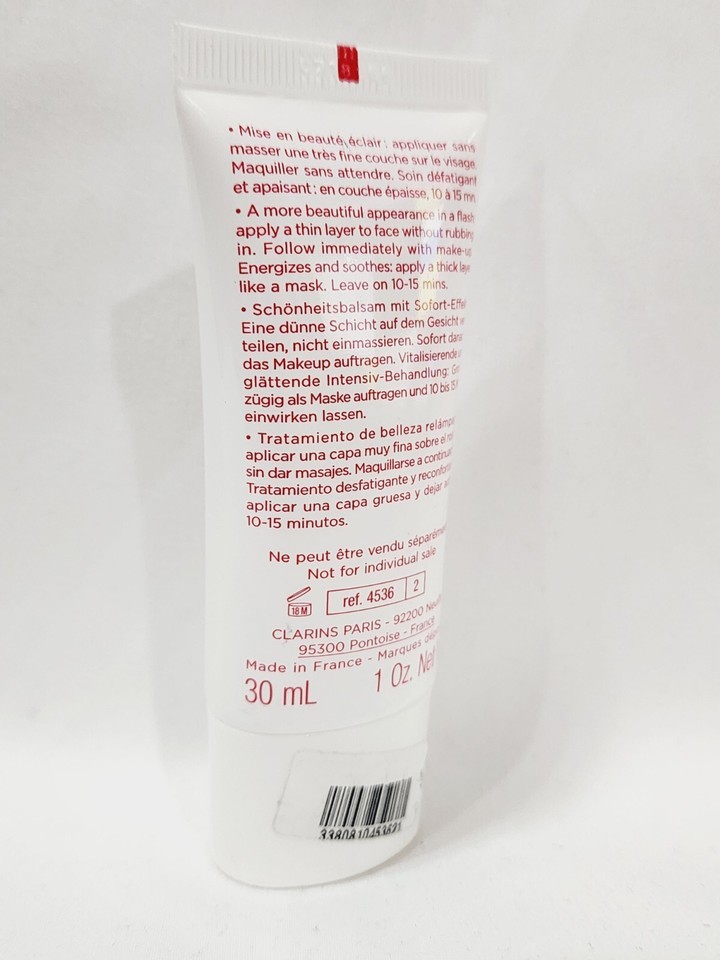 • Mise en beauté éclair : appliquer sans
masser une très fine couche sur le visage.
Maquiller sans attendre. Soin défatigant
et apaisant : en couche épaisse, 10 à 15 mn
• A more beautiful appearance in a flash
apply a thin layer to face without rubbing
in. Follow immediately with make-up
Energizes and soothes: apply a thick
like a mask. Leave on 10-15 mins.
• Schönheitsbalsam mit Sofort-Effe
Eine dünne Schicht auf dem Gesicht
teilen, nicht einmassieren. Sofort
das Makeup auftragen. Vitalisierende
glättende Intensiv-Behandlung:
zügig als Maske auftragen und 10 bis 15
einwirken lassen.
• Tratamiento de belleza
aplicar una capa muy fina sobre el
sin dar masajes. Maquillarse a
Tratamiento desfatigante y
aplicar una capa gruesa y dejar
10-15 minutos.
Ne peut être vendu
Not for individual sale
18 M ref. 4536 2
CLARINS PARIS - 92200
95300 Pontoise - France
Made in France - Marques
30 mL 1 Oz. Net